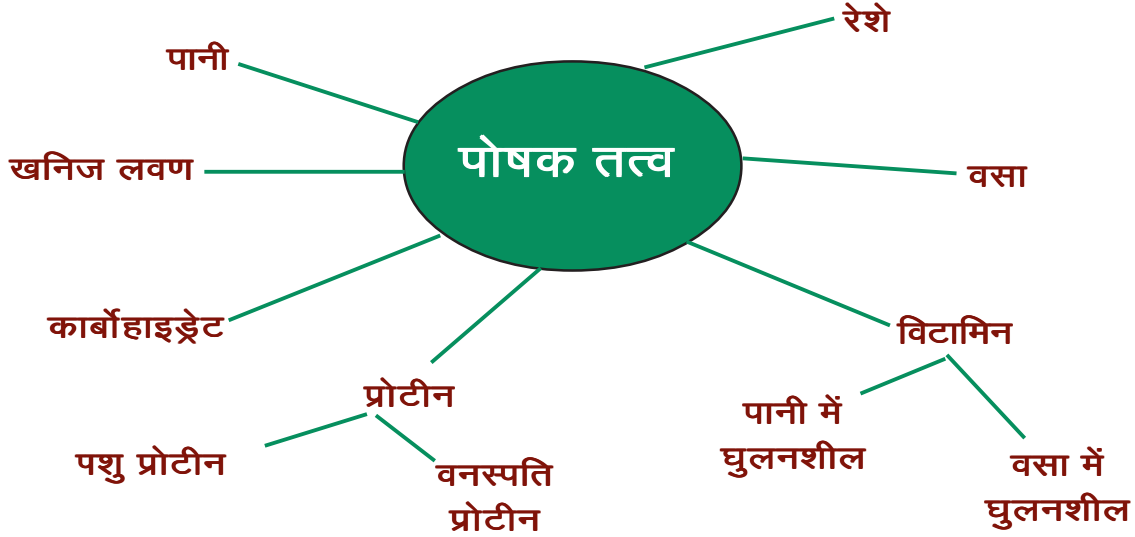 रेशे
पानी
पोषक तत्व
खनिज लवण
वसा
कार्बोहाइड्रेट
विटामिन
प्रोटीन
पानी में
घुलनशील
पशु प्रोटीन
वनस्पति
प्रोटीन
वसा में
घुलनशील